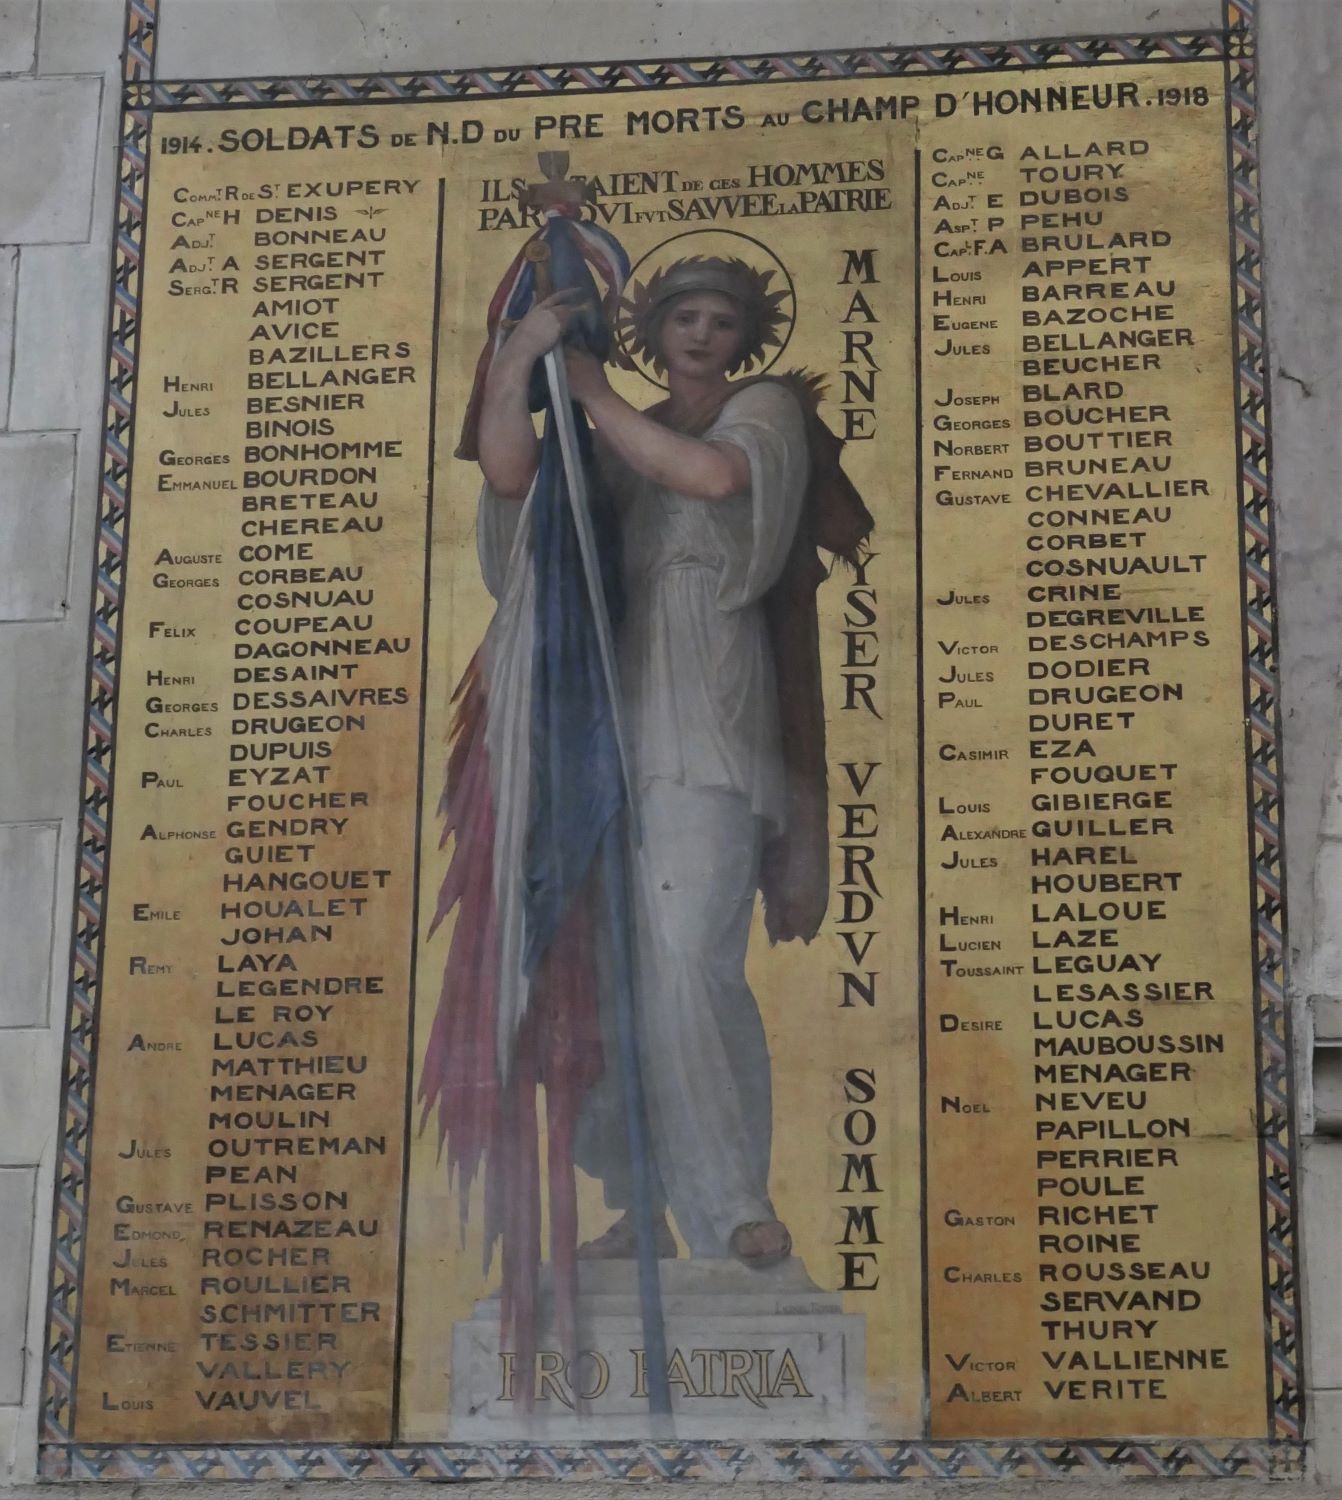 1914. SOLDATS DE N.D DU PRE MORTS AU CHAMP D'HONNEUR. 1918
COMMT. R DE ST. EXUPERY
CAPNE H DENIS
ADJT. BONNEAU
ADJT. A SERGENT
SERGT. R SERGENT
AMIOT
AVICE
BAZILLERS
HENRI BELLANGER
JULES BESNIER
BINOIS
GEORGES BONHOMME
EMMANUEL BOURDON
BRETEAU
CHEREAU
AUGUSTE COME
GEORGES CORBEAU
COSNUAU
FELIX COUPEAU
DAGONNEAU
HENRI DESAINT
GEORGES DESSAIVRES
CHARLES DRUGEON
DUPUIS
PAUL EYZAT
FOUCHER
ALPHONSE GENDRY
GUIET
HANGOUET
EMILE HOUALET
JOHAN
REMY LAYA
LEGENDRE
LE ROY
ANDRE LUCAS
MATTHIEU
MENAGER
MOULIN
JULES OUTREMAN
PEAN
GUSTAVE PLISSON
EDMOND RENAZEAU
JULES ROCHER
MARCEL ROULLIER
SCHMITTER
ETIENNE TESSIER
VALLERY
LOUIS VAUVEL
ILS TAIENT DE CES HOMMES
PAR QVI FVT SAVVEE LA PATRIE
MARNE
YSER
VERDVN
SOMME
PRO PATRIA
CAPNE G ALLARD
CAPNE TOURY
ADJT. E DUBOIS
ASPT. P PEHU
CAPL. F.A BRULARD
LOUIS APPERT
HENRI BARREAU
EUGENE BAZOCHE
JULES BELLANGER
BEUCHER
JOSEPH BLARD
GEORGES BOUCHER
NORBERT BOUTTIER
FERNAND BRUNEAU
GUSTAVE CHEVALLIER
CONNEAU
CORBET
COSNUAULT
JULES CRINE
DEGREVILLE
VICTOR DESCHAMPS
JULES DODIER
PAUL DRUGEON
DURET
CASIMIR EZA
FOUQUET
LOUIS GIBIERGE
ALEXANDRE GUILLER
JULES HAREL
HOUBERT
HENRI LALOUE
LUCIEN LAZE
TOUSSAINT LEGUAY
LESASSIER
DESIRE LUCAS
MAUBOUSSIN
MENAGER
NOEL NEVEU
PAPILLON
PERRIER
POULE
GASTON RICHET
ROINE
CHARLES ROUSSEAU
SERVAND
THURY
VICTOR VALLIENNE
ALBERT VERITE